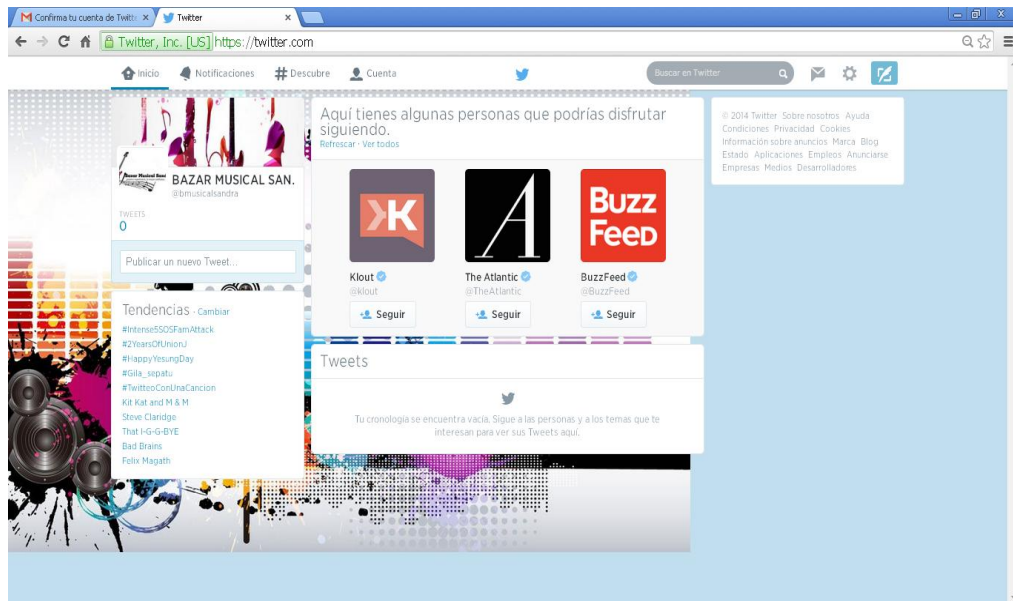 Confirma tu cuenta de Twitte
Twitter
Twitter, Inc. [US] https://twitter.com
Inicio
Notificaciones
Descubre
Cuenta
Buscar en Twitter
BAZAR MUSICAL SAN.
@bmusicalsandra
TWEETS
0
Publicar un nuevo Tweet...
Tendencias · Cambiar
#Intense5SOSFamAttack
#2YearsOfUnionJ
#HappyYesungDay
#Gila_sepatu
#TwitteoConUnaCancion
Kit Kat and M & M
Steve Claridge
That I-G-G-BYE
Bad Brains
Felix Magath
Aquí tienes algunas personas que podrías disfrutar
siguiendo.
Refrescar · Ver todos
K
A
Buzz
Feed
Klout
@klout
Seguir
The Atlantic
@TheAtlantic
Seguir
BuzzFeed
@BuzzFeed
Seguir
Tweets
Tu cronología se encuentra vacía. Sigue a las personas y a los temas que te
interesan para ver sus Tweets aquí.
© 2014 Twitter Sobre nosotros Ayuda
Condiciones Privacidad Cookies
Información sobre anuncios Marca Blog
Estado Aplicaciones Empleos Anunciarse
Empresas Medios Desarrolladores